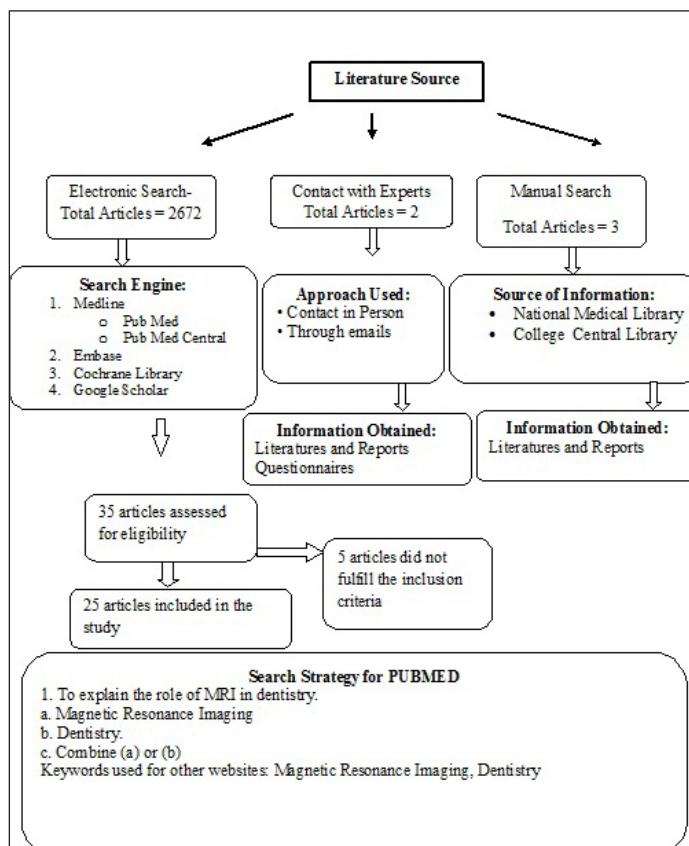 Literature Source
Electronic Search-
Total Articles = 2672
Contact with Experts
Total Articles = 2
Manual Search
Total Articles = 3
Search Engine:
1. Medline
o Pub Med
o Pub Med Central
2. Embase
3. Cochrane Library
4. Google Scholar
Approach Used:
• Contact in Person
• Through emails
Source of Information:
• National Medical Library
• College Central Library
Information Obtained:
Literatures and Reports
Questionnaires
Information Obtained:
Literatures and Reports
35 articles assessed
for eligibility
5 articles did not
fulfill the inclusion
criteria
25 articles included in the
study
Search Strategy for PUBMED
1. To explain the role of MRI in dentistry.
a. Magnetic Resonance Imaging
b. Dentistry.
c. Combine (a) or (b)
Keywords used for other websites: Magnetic Resonance Imaging, Dentistry